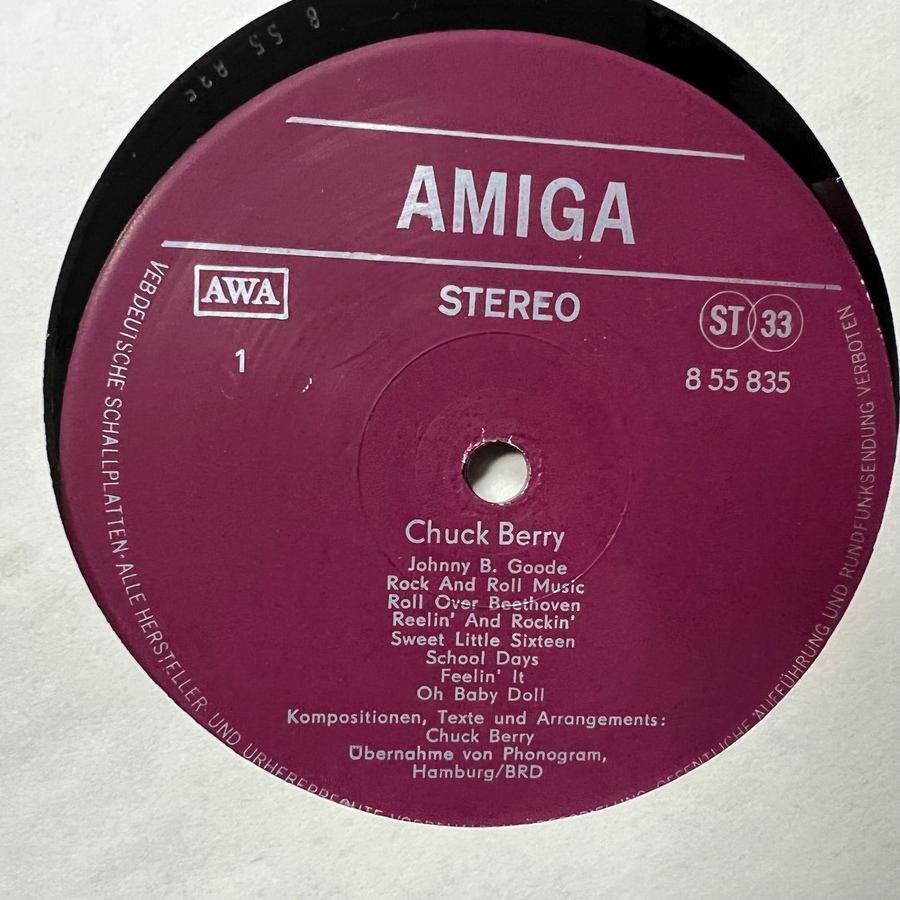 AMIGA
AWA
STEREO
ST 33
1
8 55 835
Chuck Berry
Johnny B. Goode
Rock And Roll Music
Roll Over Beethoven
Reelin' And Rockin'
Sweet Little Sixteen
School Days
Feelin' It
Oh Baby Doll
Kompositionen, Texte und Arrangements:
Chuck Berry
Übernahme von Phonogram,
Hamburg/BRD
VEB DEUTSCHE SCHALLPLATTEN · ALLE HERSTELLER- UND URHEBERRECHTE ÖFFENTLICHE AUFFÜHRUNG UND RUNDFUNKSENDUNG VERBOTEN